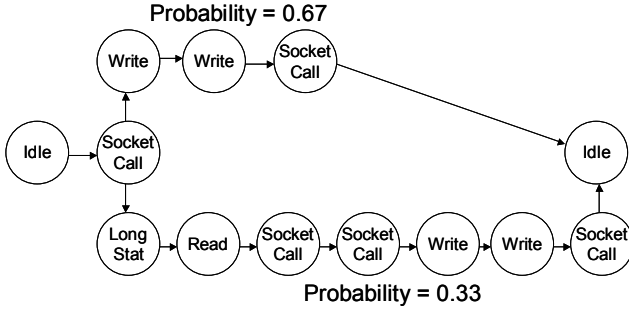 Probability = 0.67
Write
Write
Socket
Call
Idle
Socket
Call
Idle
Long
Stat
Read
Socket
Call
Socket
Call
Write
Write
Socket
Call
Probability = 0.33